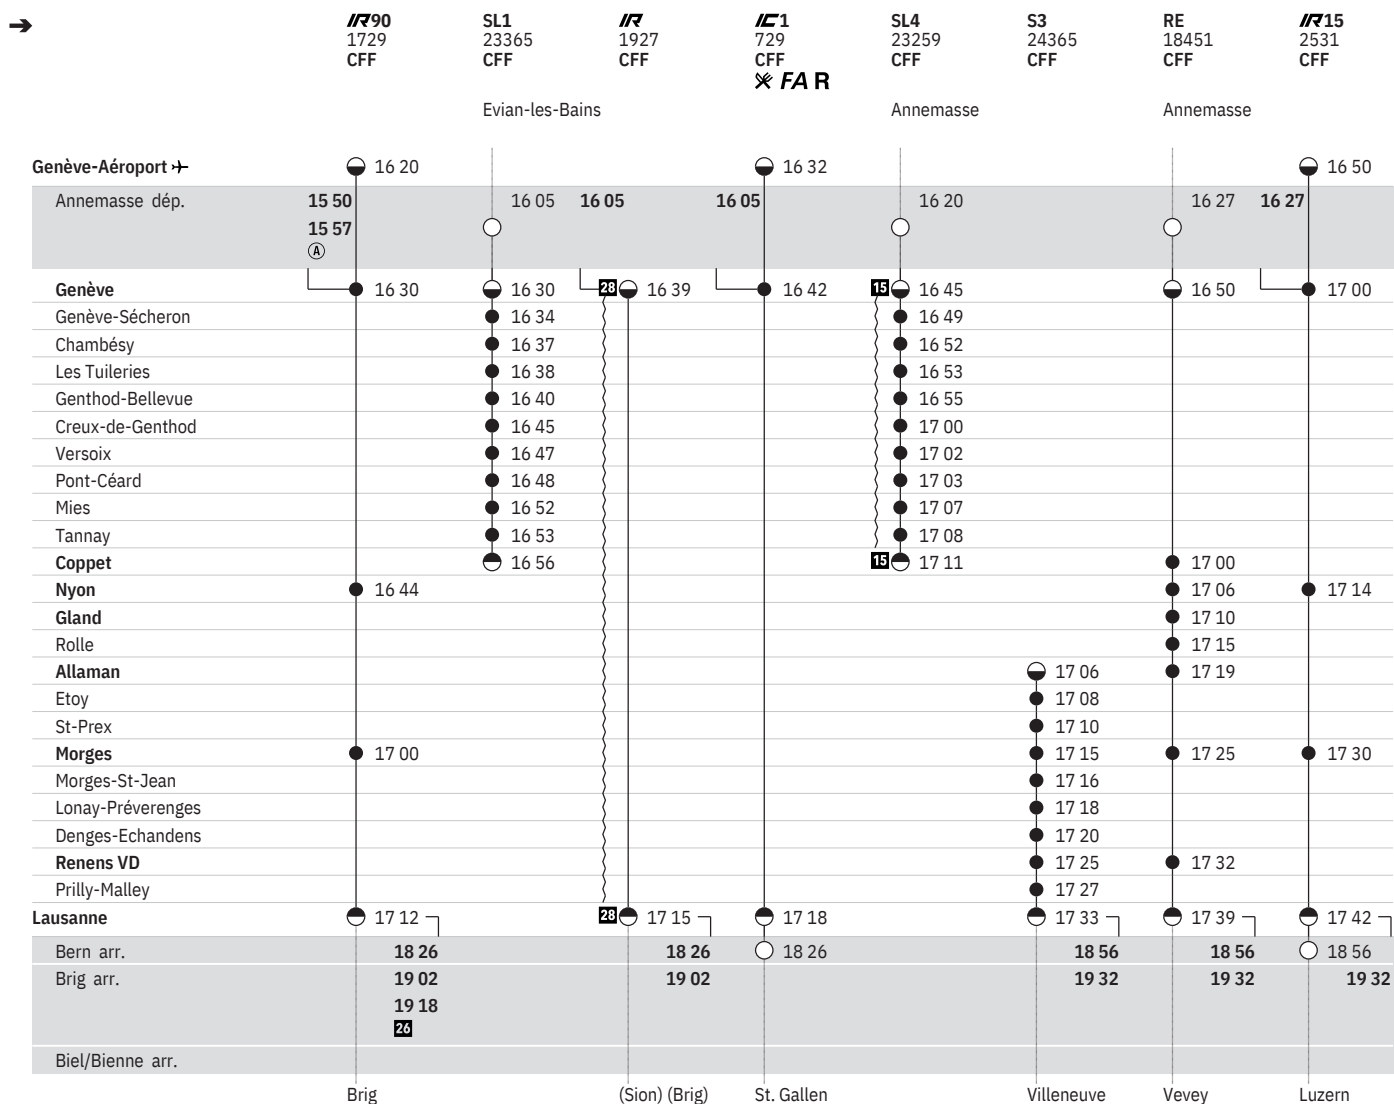 ➔ IR90 SL1 IR IC1 SL4 S3 RE IR15
1729 23365 1927 729 23259 24365 18451 2531
CFF CFF CFF CFF CFF CFF CFF CFF
FA R
Evian-les-Bains Annemasse Annemasse
Genève-Aéroport 16 20 16 32 16 50
Annemasse dép. 15 50 16 05 16 05 16 05 16 20 16 27 16 27
15 57
A
Genève 16 30 16 30 28 16 39 16 42 15 16 45 16 50 17 00
Genève-Sécheron 16 34 16 49
Chambésy 16 37 16 52
Les Tuileries 16 38 16 53
Genthod-Bellevue 16 40 16 55
Creux-de-Genthod 16 45 17 00
Versoix 16 47 17 02
Pont-Céard 16 48 17 03
Mies 16 52 17 07
Tannay 16 53 17 08
Coppet 16 56 15 17 11 17 00
Nyon 16 44 17 06 17 14
Gland 17 10
Rolle 17 15
Allaman 17 06 17 19
Etoy 17 08
St-Prex 17 10
Morges 17 00 17 15 17 25 17 30
Morges-St-Jean 17 16
Lonay-Préverenges 17 18
Denges-Echandens 17 20
Renens VD 17 25 17 32
Prilly-Malley 17 27
Lausanne 17 12 28 17 15 17 18 17 33 17 39 17 42
Bern arr. 18 26 18 26 18 26 18 56 18 56 18 56
Brig arr. 19 02 19 02 19 32 19 32 19 32
19 18
26
Biel/Bienne arr.
Brig (Sion) (Brig) St. Gallen Villeneuve Vevey Luzern